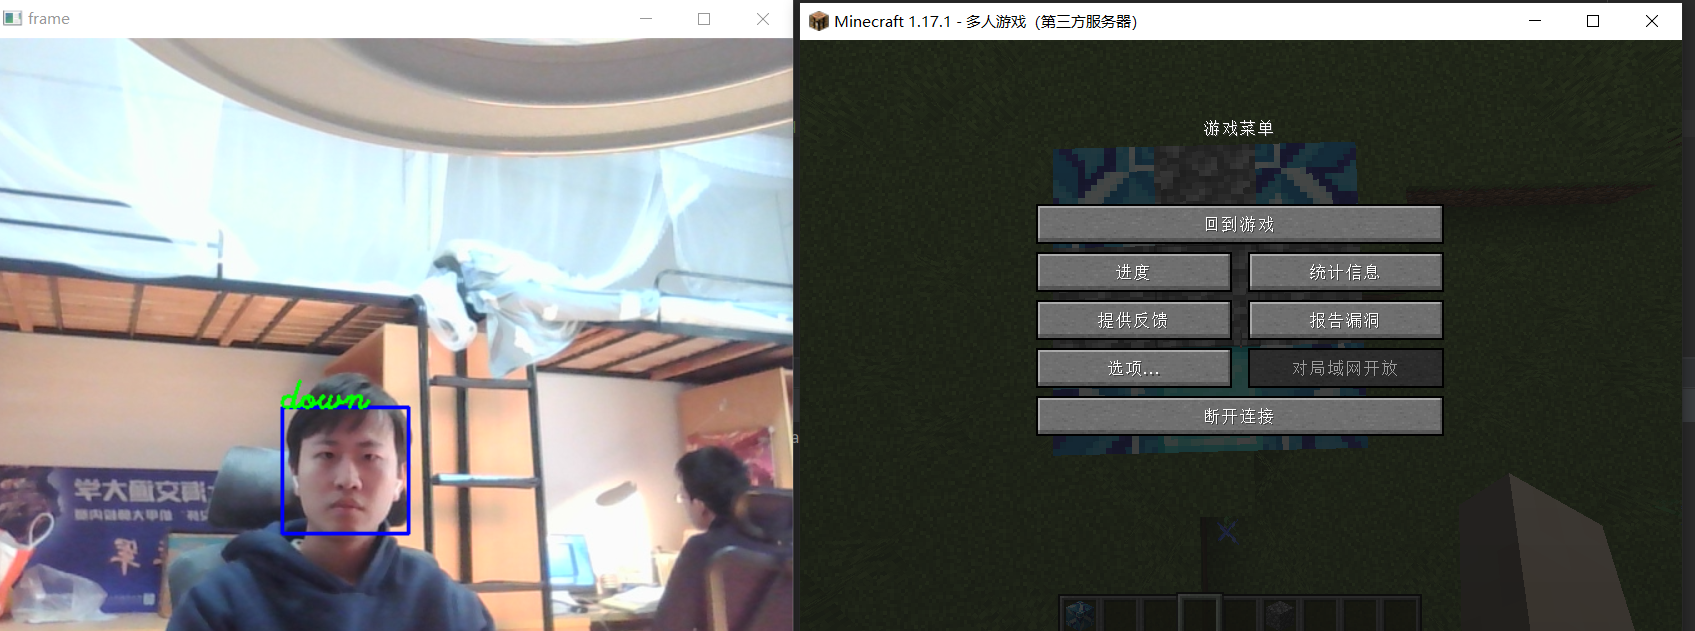 frame
down
Minecraft 1.17.1 - 多人游戏（第三方服务器）
游戏菜单
回到游戏
进度
统计信息
提供反馈
报告漏洞
选项...
对局域网开放
断开连接